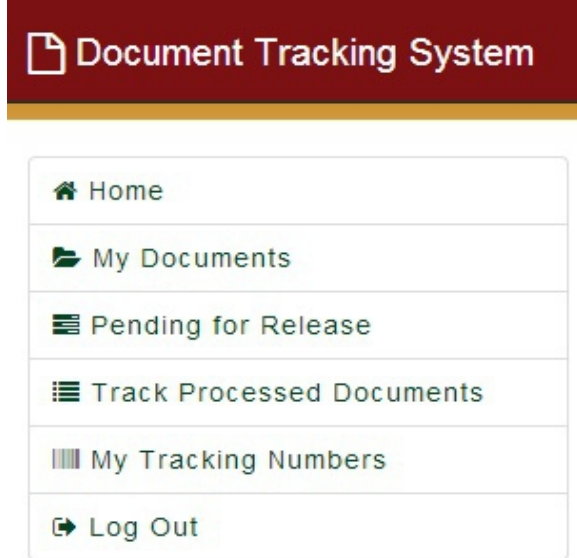 Document Tracking System
Home
My Documents
Pending for Release
Track Processed Documents
My Tracking Numbers
Log Out